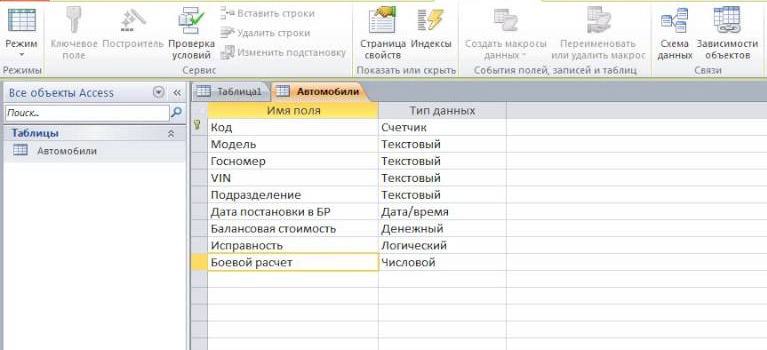 Режим
Ключевое поле
Построитель
Проверка условий
Вставить строки
Удалить строки
Изменить подстановку
Страница свойств
Индексы
Создать макросы данных
Переименовать или удалить макрос
Схема данных
Зависимости объектов
Режимы
Сервис
Показать или скрыть
События полей, записей и таблиц
Связи
Все объекты Access
Поиск...
Таблицы
Автомобили
Таблица1
Автомобили
Имя поля Тип данных
Код Счетчик
Модель Текстовый
Госномер Текстовый
VIN Текстовый
Подразделение Текстовый
Дата постановки в БР Дата/время
Балансовая стоимость Денежный
Исправность Логический
Боевой расчет Числовой